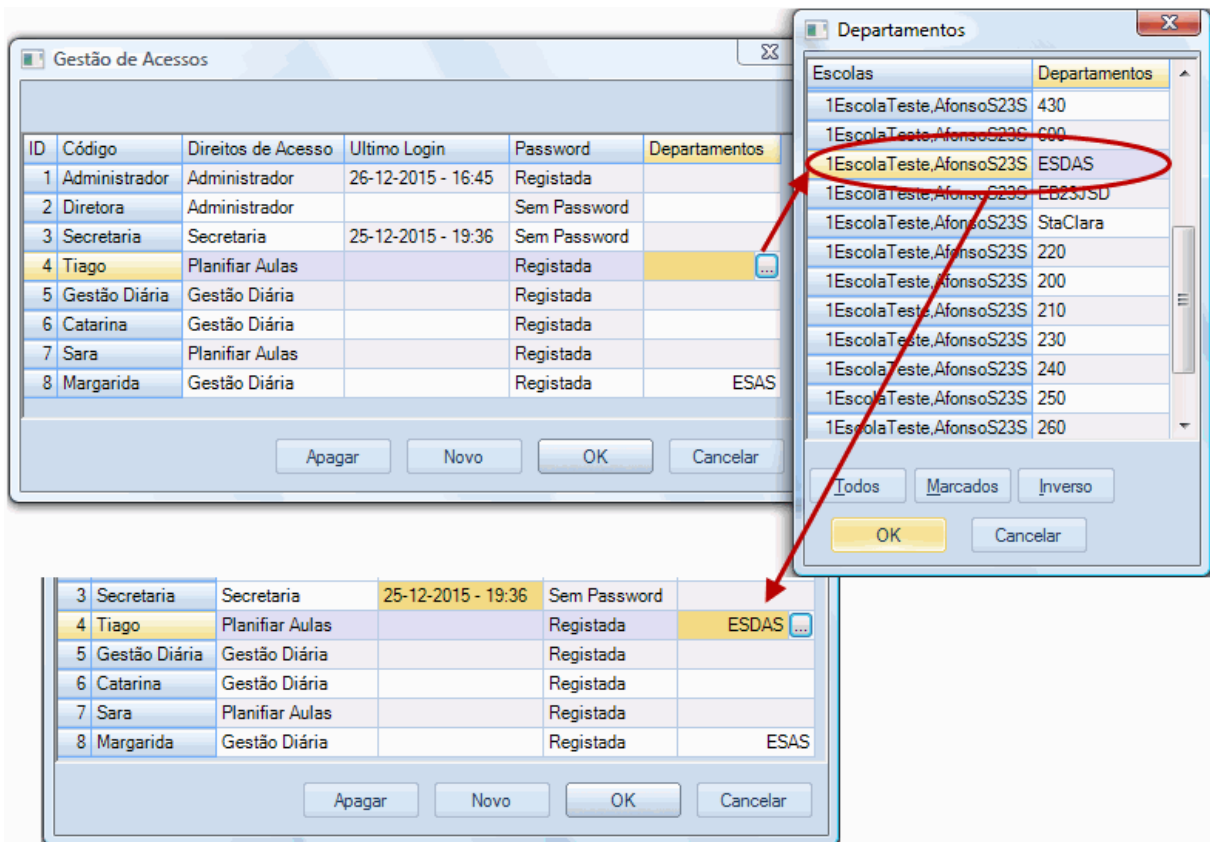 Gestão de Acessos
ID Código Direitos de Acesso Ultimo Login Password Departamentos
1 Administrador Administrador 26-12-2015 - 16:45 Registada
2 Diretora Administrador Sem Password
3 Secretaria Secretaria 25-12-2015 - 19:36 Sem Password
4 Tiago Planifiar Aulas Registada ...
5 Gestão Diária Gestão Diária Registada
6 Catarina Gestão Diária Registada
7 Sara Planifiar Aulas Registada
8 Margarida Gestão Diária Registada ESAS
Apagar Novo OK Cancelar
Departamentos
Escolas Departamentos
1EscolaTeste,AfonsoS23S 430
1EscolaTeste,AfonsoS23S 600
1EscolaTeste,AfonsoS23S ESDAS
1EscolaTeste,AfonsoS23S EB23JSD
1EscolaTeste,AfonsoS23S StaClara
1EscolaTeste,AfonsoS23S 220
1EscolaTeste,AfonsoS23S 200
1EscolaTeste,AfonsoS23S 210
1EscolaTeste,AfonsoS23S 230
1EscolaTeste,AfonsoS23S 240
1EscolaTeste,AfonsoS23S 250
1EscolaTeste,AfonsoS23S 260
Todos Marcados Inverso
OK Cancelar
3 Secretaria Secretaria 25-12-2015 - 19:36 Sem Password
4 Tiago Planifiar Aulas Registada ESDAS ...
5 Gestão Diária Gestão Diária Registada
6 Catarina Gestão Diária Registada
7 Sara Planifiar Aulas Registada
8 Margarida Gestão Diária Registada ESAS
Apagar Novo OK Cancelar